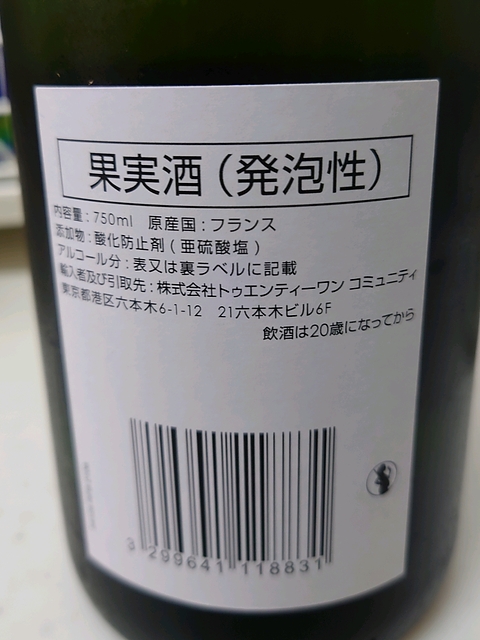 果実酒（発泡性）
内容量：750ml 原産国：フランス
添加物：酸化防止剤(亜硫酸塩)
アルコール分：表又は裏ラベルに記載
輸入者及び引取先：株式会社トゥエンティーワン コミュニティ
東京都港区六本木6-1-12 21六本木ビル6F
飲酒は20歳になってから
3 299641 118831